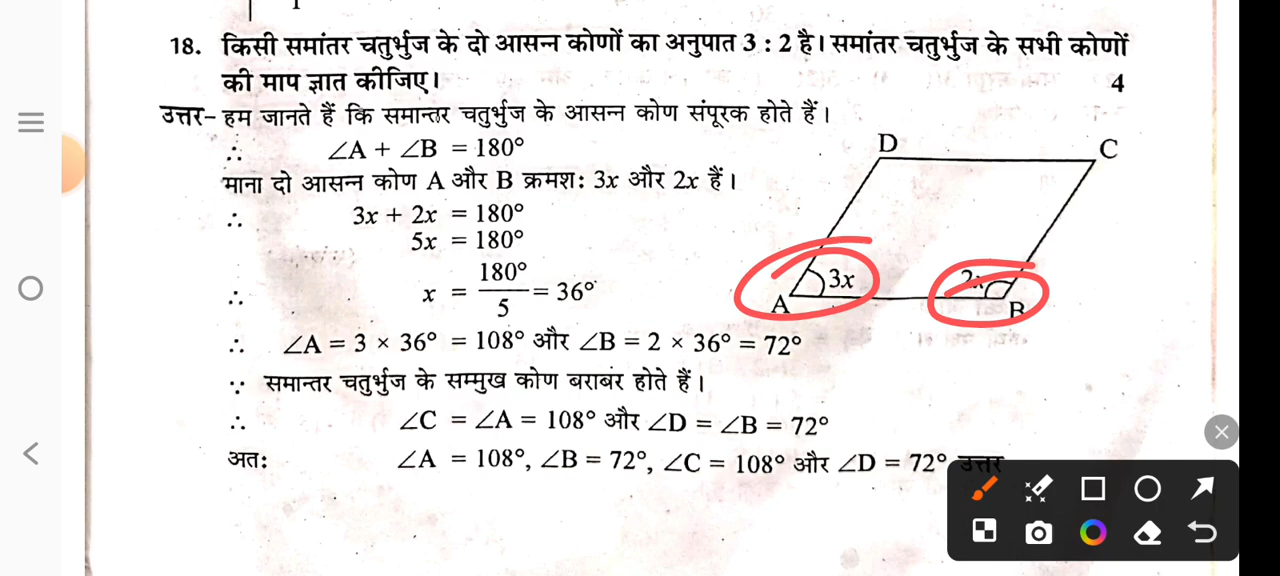 18. किसी समांतर चतुर्भुज के दो आसन्न कोणों का अनुपात 3 : 2 है। समांतर चतुर्भुज के सभी कोणों
की माप ज्ञात कीजिए। 4
उत्तर– हम जानते हैं कि समान्तर चतुर्भुज के आसन्न कोण संपूरक होते हैं।
∴ ∠A + ∠B = 180°
माना दो आसन्न कोण A और B क्रमश: 3x और 2x हैं।
∴ 3x + 2x = 180°
5x = 180°
∴ x = 180°/5 = 36°
D
C
3x
2x
A
B
∴ ∠A = 3 × 36° = 108° और ∠B = 2 × 36° = 72°
∵ समान्तर चतुर्भुज के सम्मुख कोण बराबर होते हैं।
∴ ∠C = ∠A = 108° और ∠D = ∠B = 72°
अत: ∠A = 108°, ∠B = 72°, ∠C = 108° और ∠D = 72° उत्तर